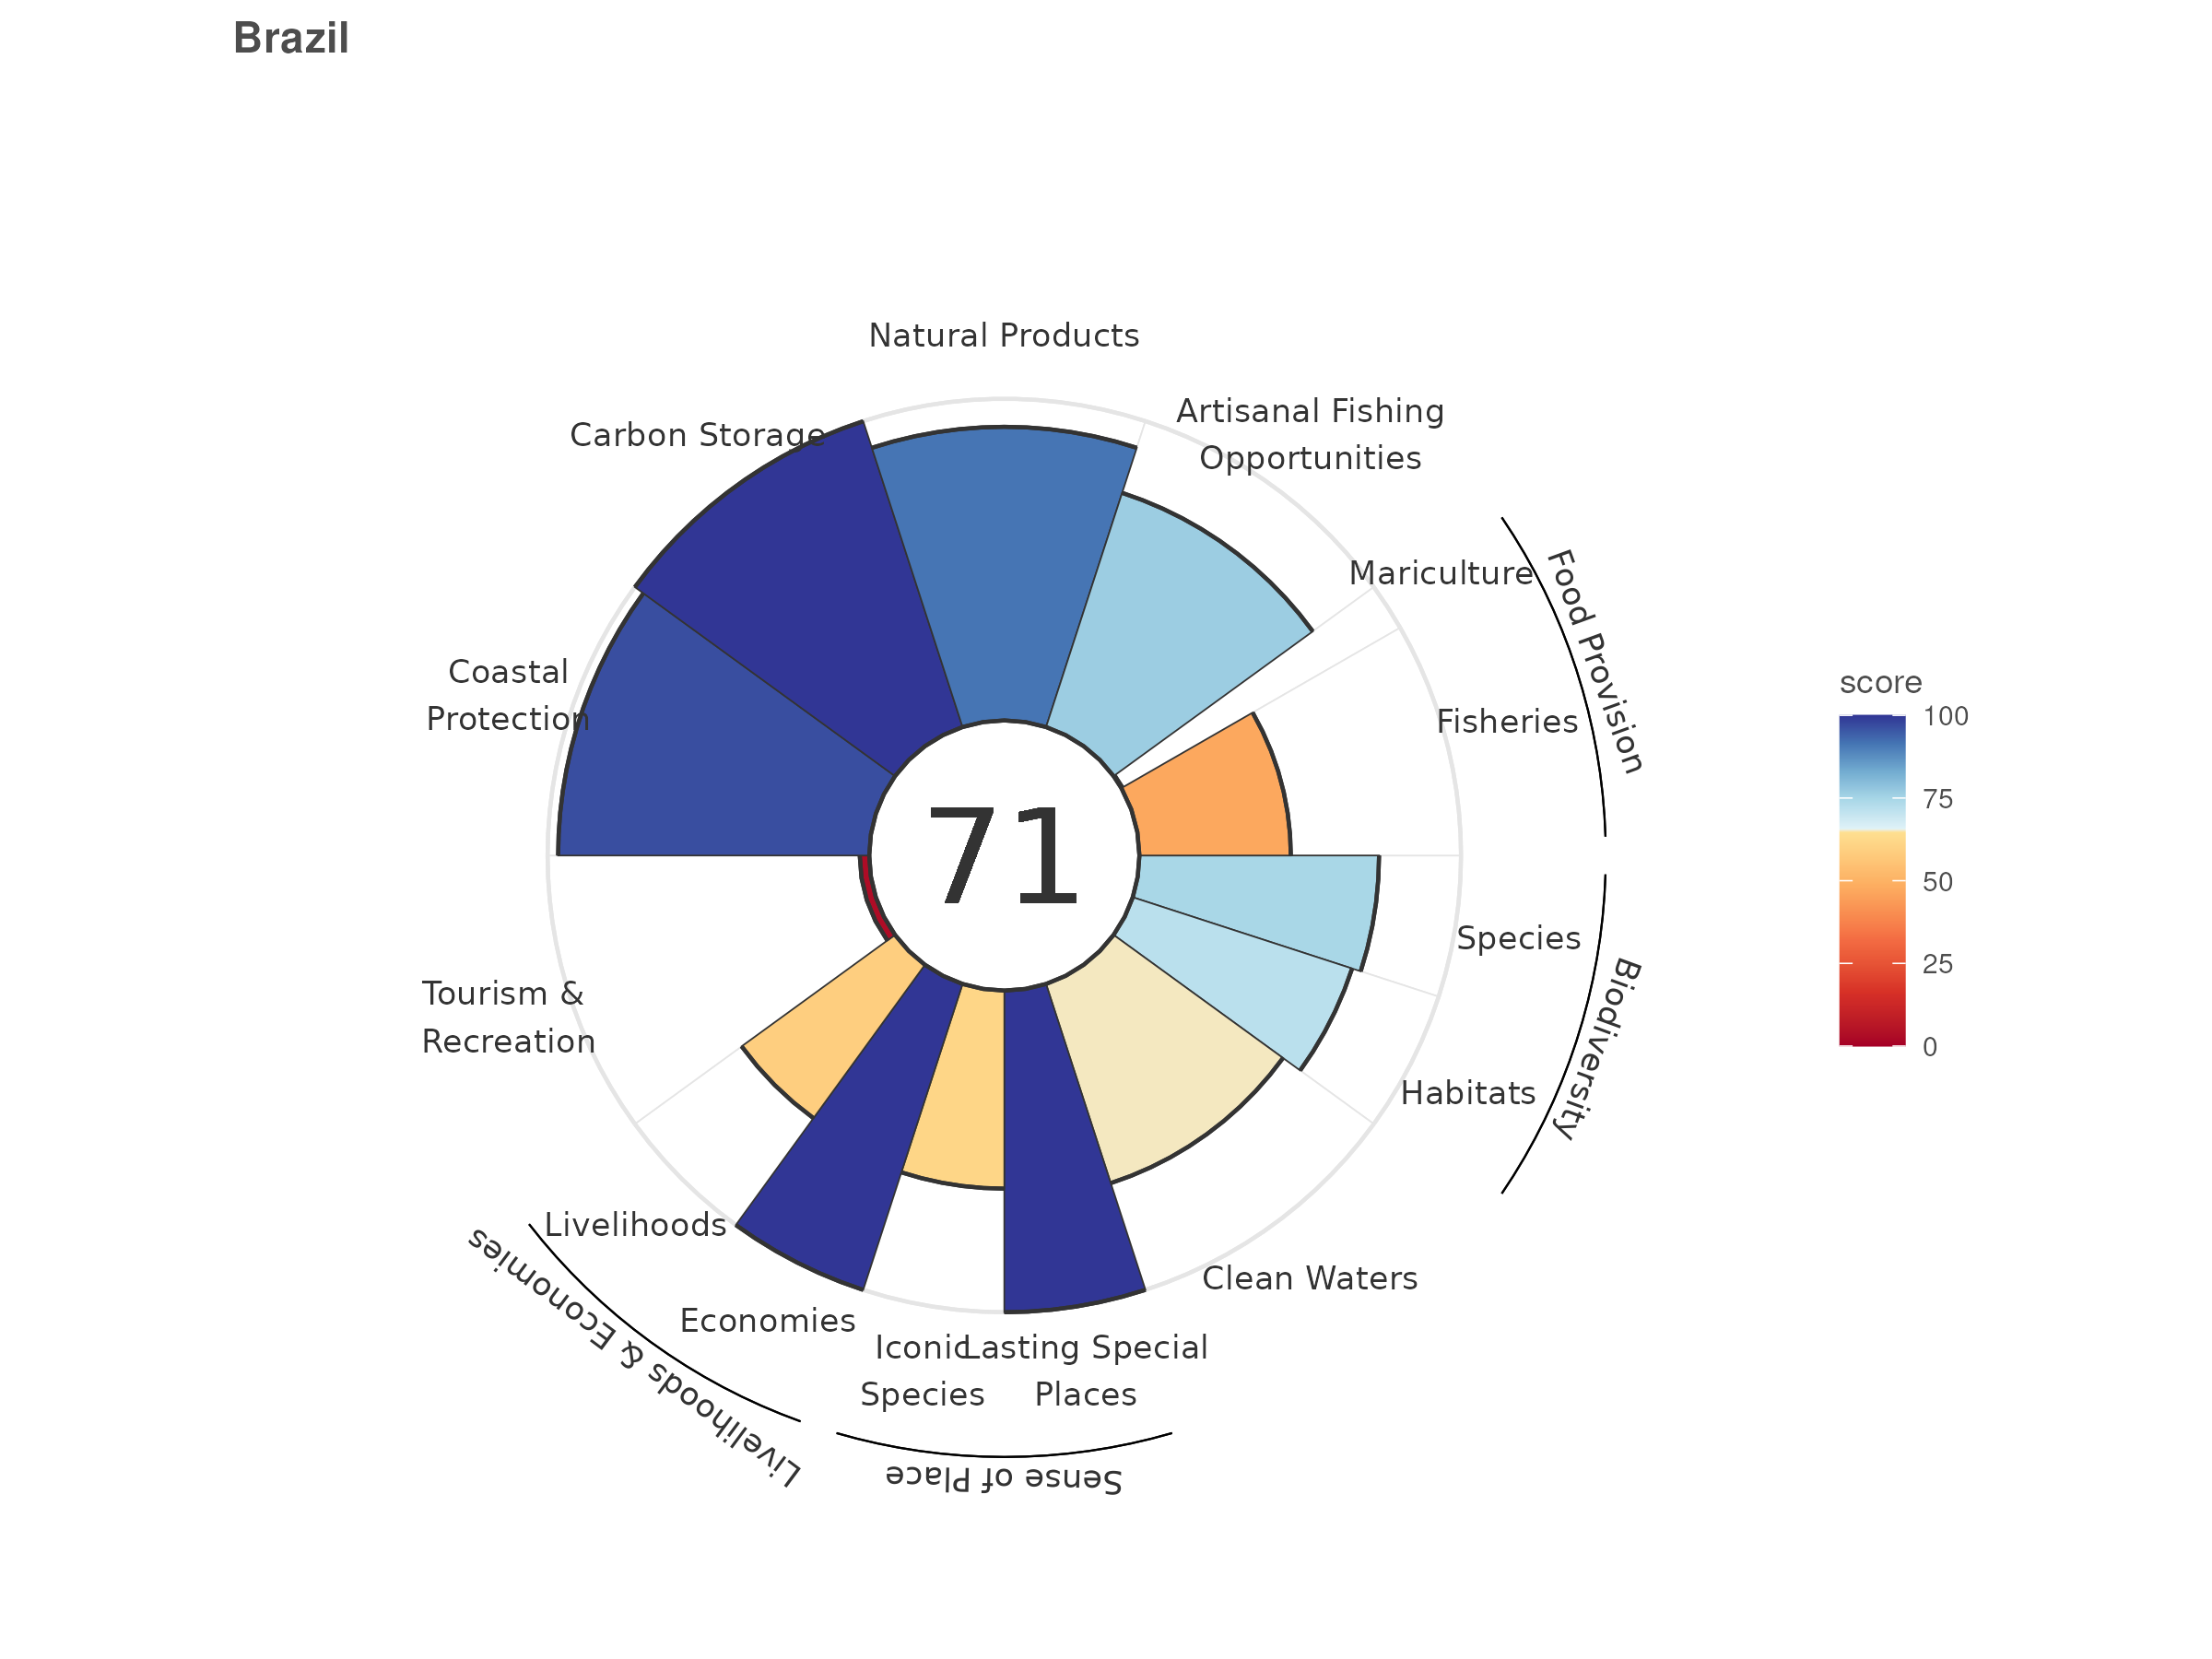 Brazil
Natural Products
Artisanal Fishing
Opportunities
Carbon Storage
Mariculture
Food Provision
Coastal
Protection
Fisheries
score
100
75
50
25
0
71
Species
Biodiversity
Tourism &
Recreation
Habitats
Livelihoods
Clean Waters
Economies
Livelihoods & Economies
Iconic
Species
Lasting Special
Places
Sense of Place